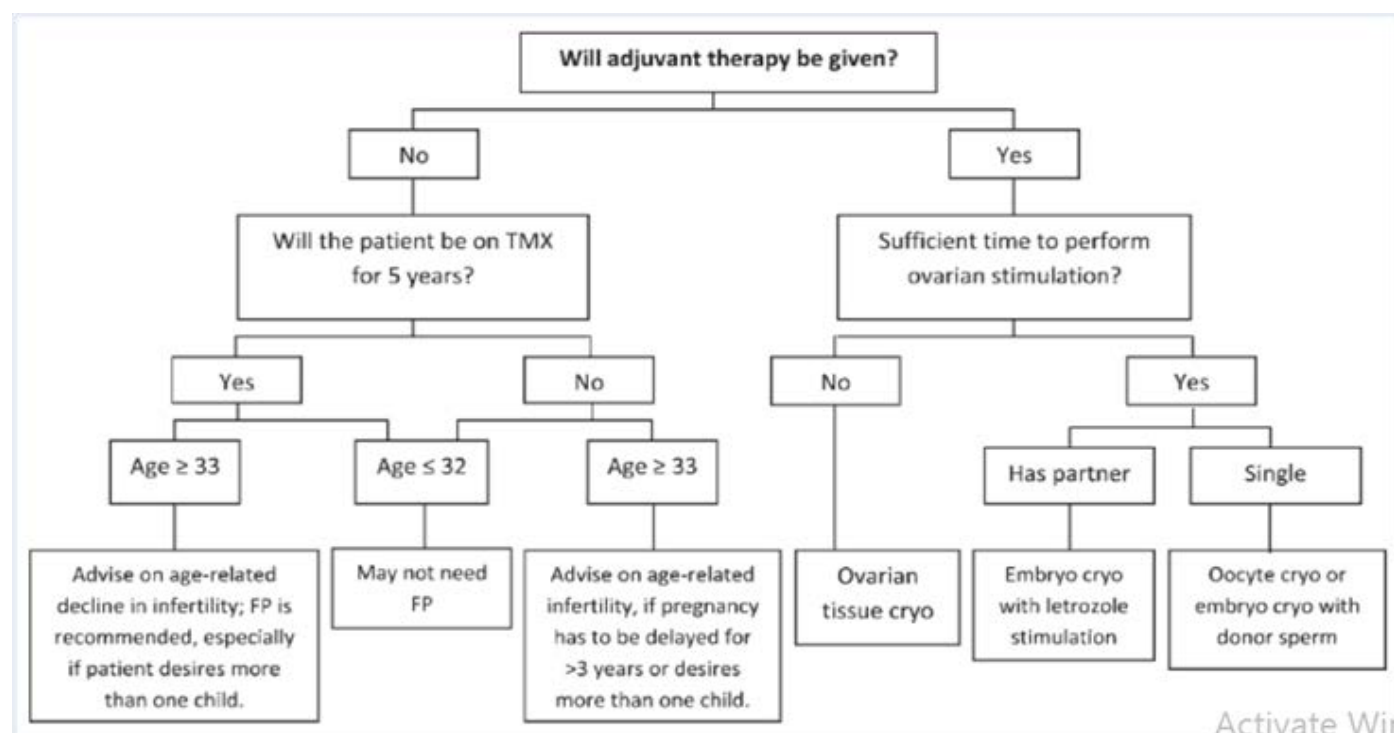 Will adjuvant therapy be given?
No
Yes
Will the patient be on TMX
for 5 years?
Sufficient time to perform
ovarian stimulation?
Yes
No
No
Yes
Age ≥ 33
Age ≤ 32
Age ≥ 33
Has partner
Single
Advise on age-related
decline in infertility; FP is
recommended, especially
if patient desires more
than one child.
May not need
FP
Advise on age-related
infertility, if pregnancy
has to be delayed for
>3 years or desires
more than one child.
Ovarian
tissue cryo
Embryo cryo
with letrozole
stimulation
Oocyte cryo or
embryo cryo with
donor sperm
Activate